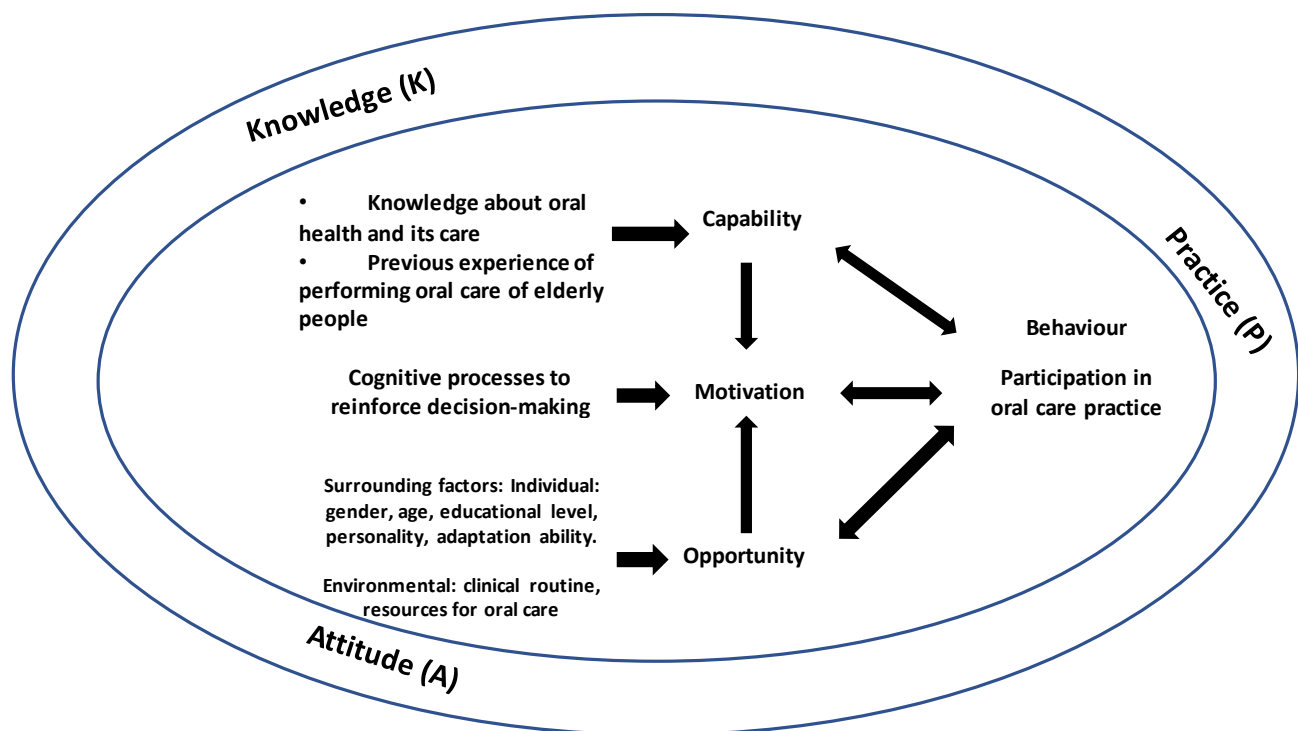 Knowledge (K)
• Knowledge about oral
health and its care
• Previous experience of
performing oral care of elderly
people
Capability
Practice (P)
Behaviour
Cognitive processes to
reinforce decision-making
Motivation
Participation in
oral care practice
Surrounding factors: Individual:
gender, age, educational level,
personality, adaptation ability.
Opportunity
Environmental: clinical routine,
resources for oral care
Attitude (A)